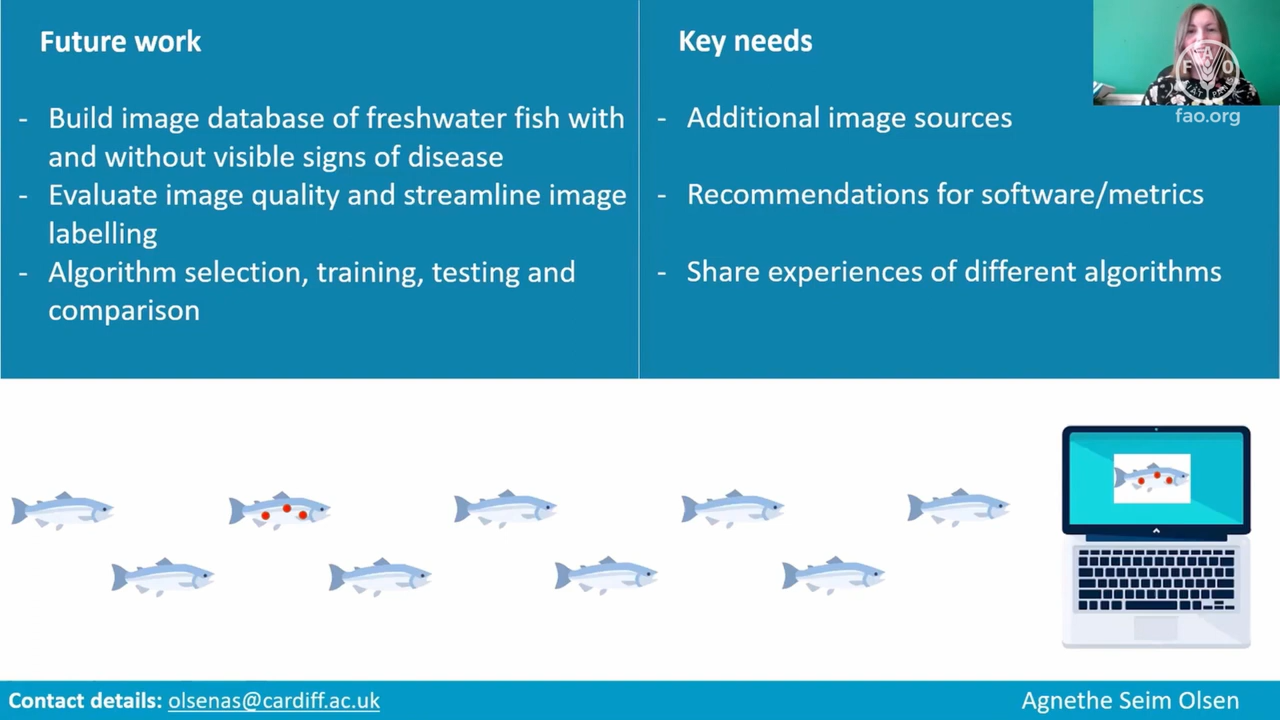 Future work
- Build image database of freshwater fish with
and without visible signs of disease
- Evaluate image quality and streamline image
labelling
- Algorithm selection, training, testing and
comparison
Key needs
- Additional image sources
- Recommendations for software/metrics
- Share experiences of different algorithms
F A O
FIAT PANIS
fao.org
Contact details: olsenas@cardiff.ac.uk
Agnethe Seim Olsen